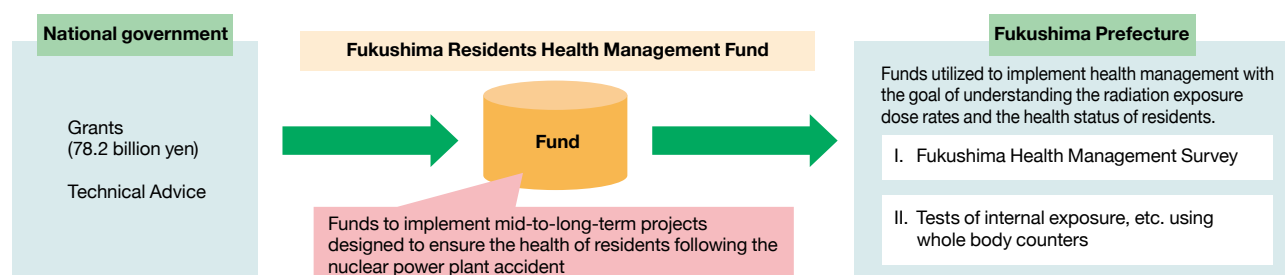 National government
Grants
(78.2 billion yen)
Technical Advice
Fukushima Residents Health Management Fund
Fund
Funds to implement mid-to-long-term projects
designed to ensure the health of residents following the
nuclear power plant accident
Fukushima Prefecture
Funds utilized to implement health management with
the goal of understanding the radiation exposure
dose rates and the health status of residents.
I. Fukushima Health Management Survey
II. Tests of internal exposure, etc. using
whole body counters